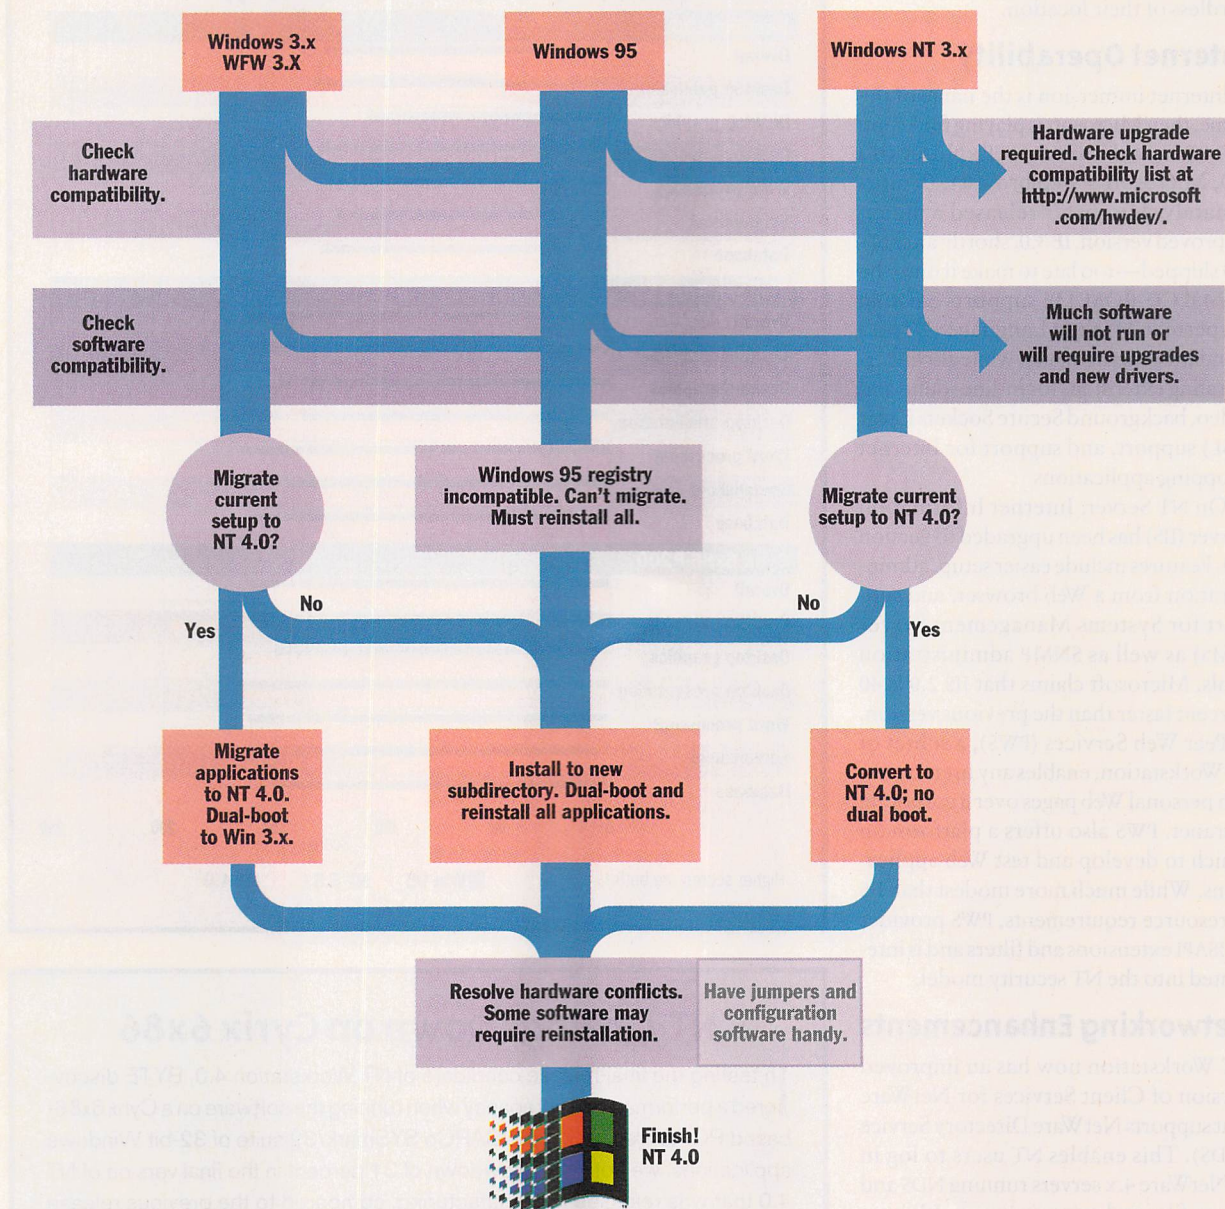 Windows 3.x
WFW 3.X
Windows 95
Windows NT 3.x
Check
hardware
compatibility.
Hardware upgrade
required. Check hardware
compatibility list at
http://www.microsoft
.com/hwdev/.
Check
software
compatibility.
Much software
will not run or
will require upgrades
and new drivers.
Migrate
current
setup to
NT 4.0?
Windows 95 registry
incompatible. Can't migrate.
Must reinstall all.
Migrate current
setup to NT 4.0?
No
Yes
No
Yes
Migrate
applications
to NT 4.0.
Dual-boot
to Win 3.x.
Install to new
subdirectory. Dual-boot and
reinstall all applications.
Convert to
NT 4.0; no
dual boot.
Resolve hardware conflicts.
Some software may
require reinstallation.
Have jumpers and
configuration
software handy.
Finish!
NT 4.0